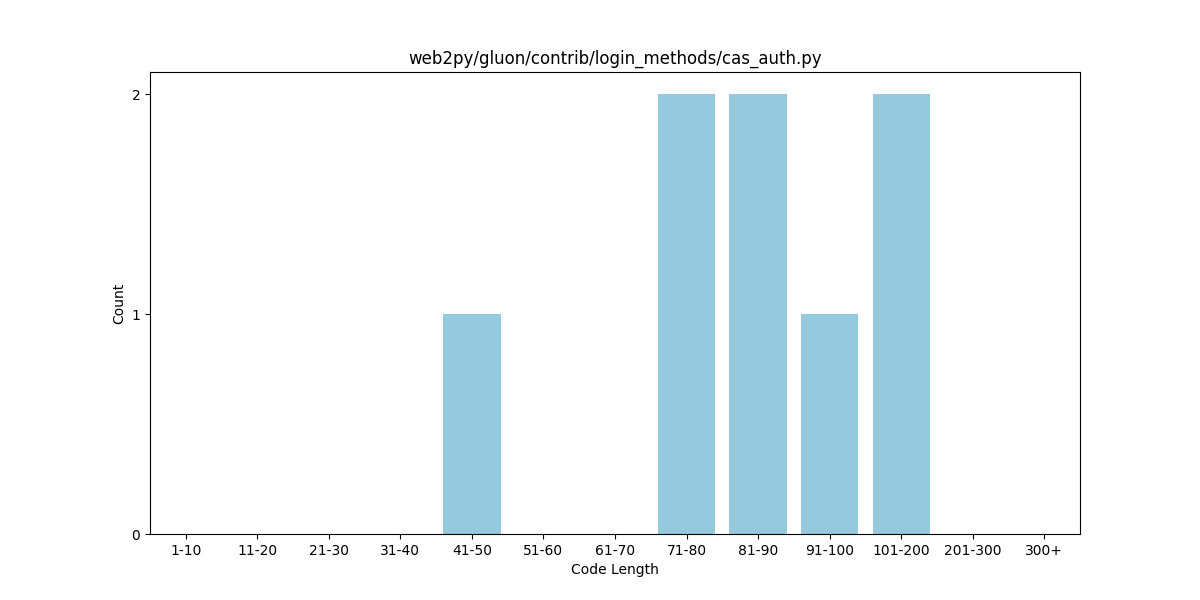 web2py/gluon/contrib/login_methods/cas_auth.py
Count
2
1
0
1-10 11-20 21-30 31-40 41-50 51-60 61-70 71-80 81-90 91-100 101-200 201-300 300+
Code Length